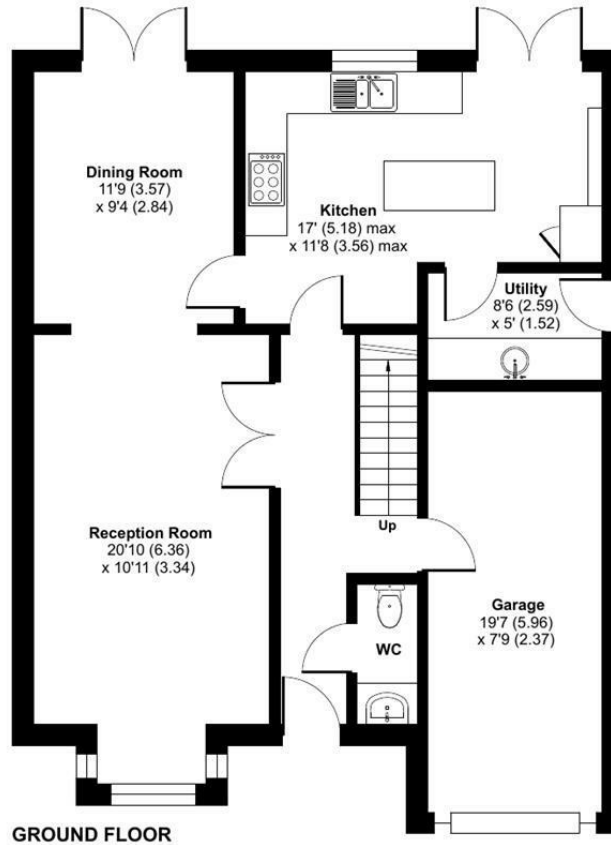 Dining Room
11'9 (3.57)
x 9'4 (2.84)
Kitchen
17' (5.18) max
x 11'8 (3.56) max
Utility
8'6 (2.59)
x 5' (1.52)
Up
Reception Room
20'10 (6.36)
x 10'11 (3.34)
WC
Garage
19'7 (5.96)
x 7'9 (2.37)
GROUND FLOOR